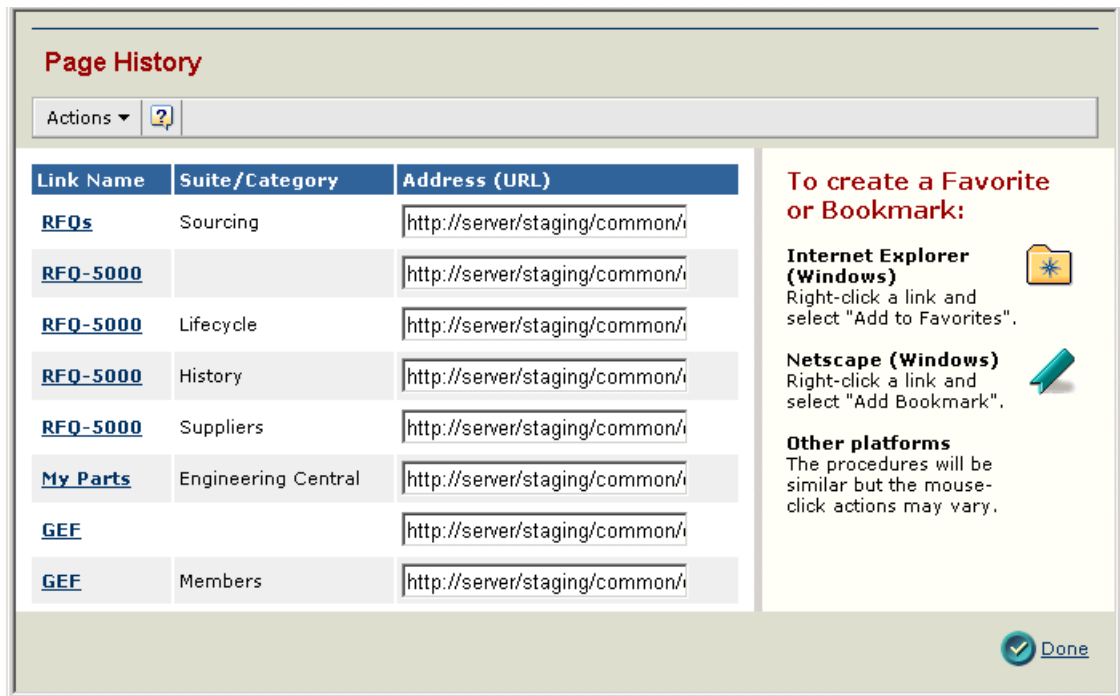 Page History
Actions
Link Name Suite/Category Address (URL)
RFQs Sourcing http://server/staging/common/
RFQ-5000 http://server/staging/common/
RFQ-5000 Lifecycle http://server/staging/common/
RFQ-5000 History http://server/staging/common/
RFQ-5000 Suppliers http://server/staging/common/
My Parts Engineering Central http://server/staging/common/
GEF http://server/staging/common/
GEF Members http://server/staging/common/
To create a Favorite
or Bookmark:
Internet Explorer
(Windows)
Right-click a link and
select "Add to Favorites".
Netscape (Windows)
Right-click a link and
select "Add Bookmark".
Other platforms
The procedures will be
similar but the mouse-
click actions may vary.
Done